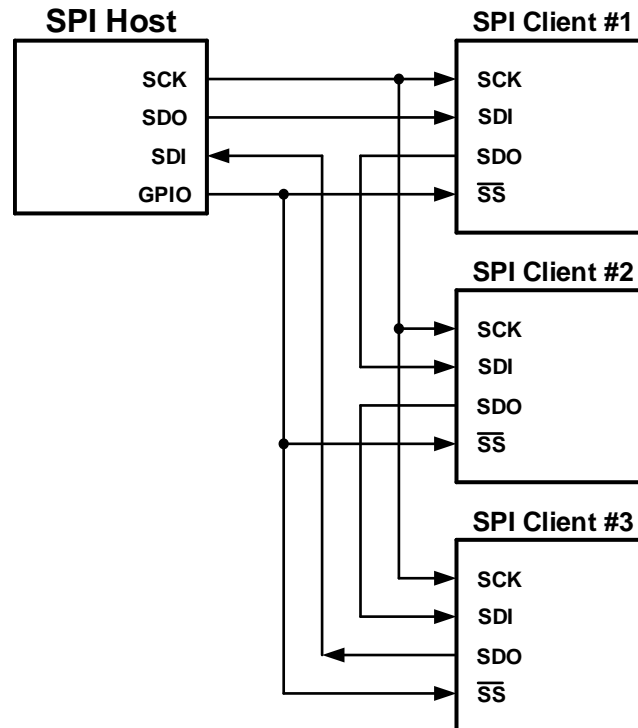 SPI Host
SCK
SDO
SDI
GPIO
SPI Client #1
SCK
SDI
SDO
SS
SPI Client #2
SCK
SDI
SDO
SS
SPI Client #3
SCK
SDI
SDO
SS